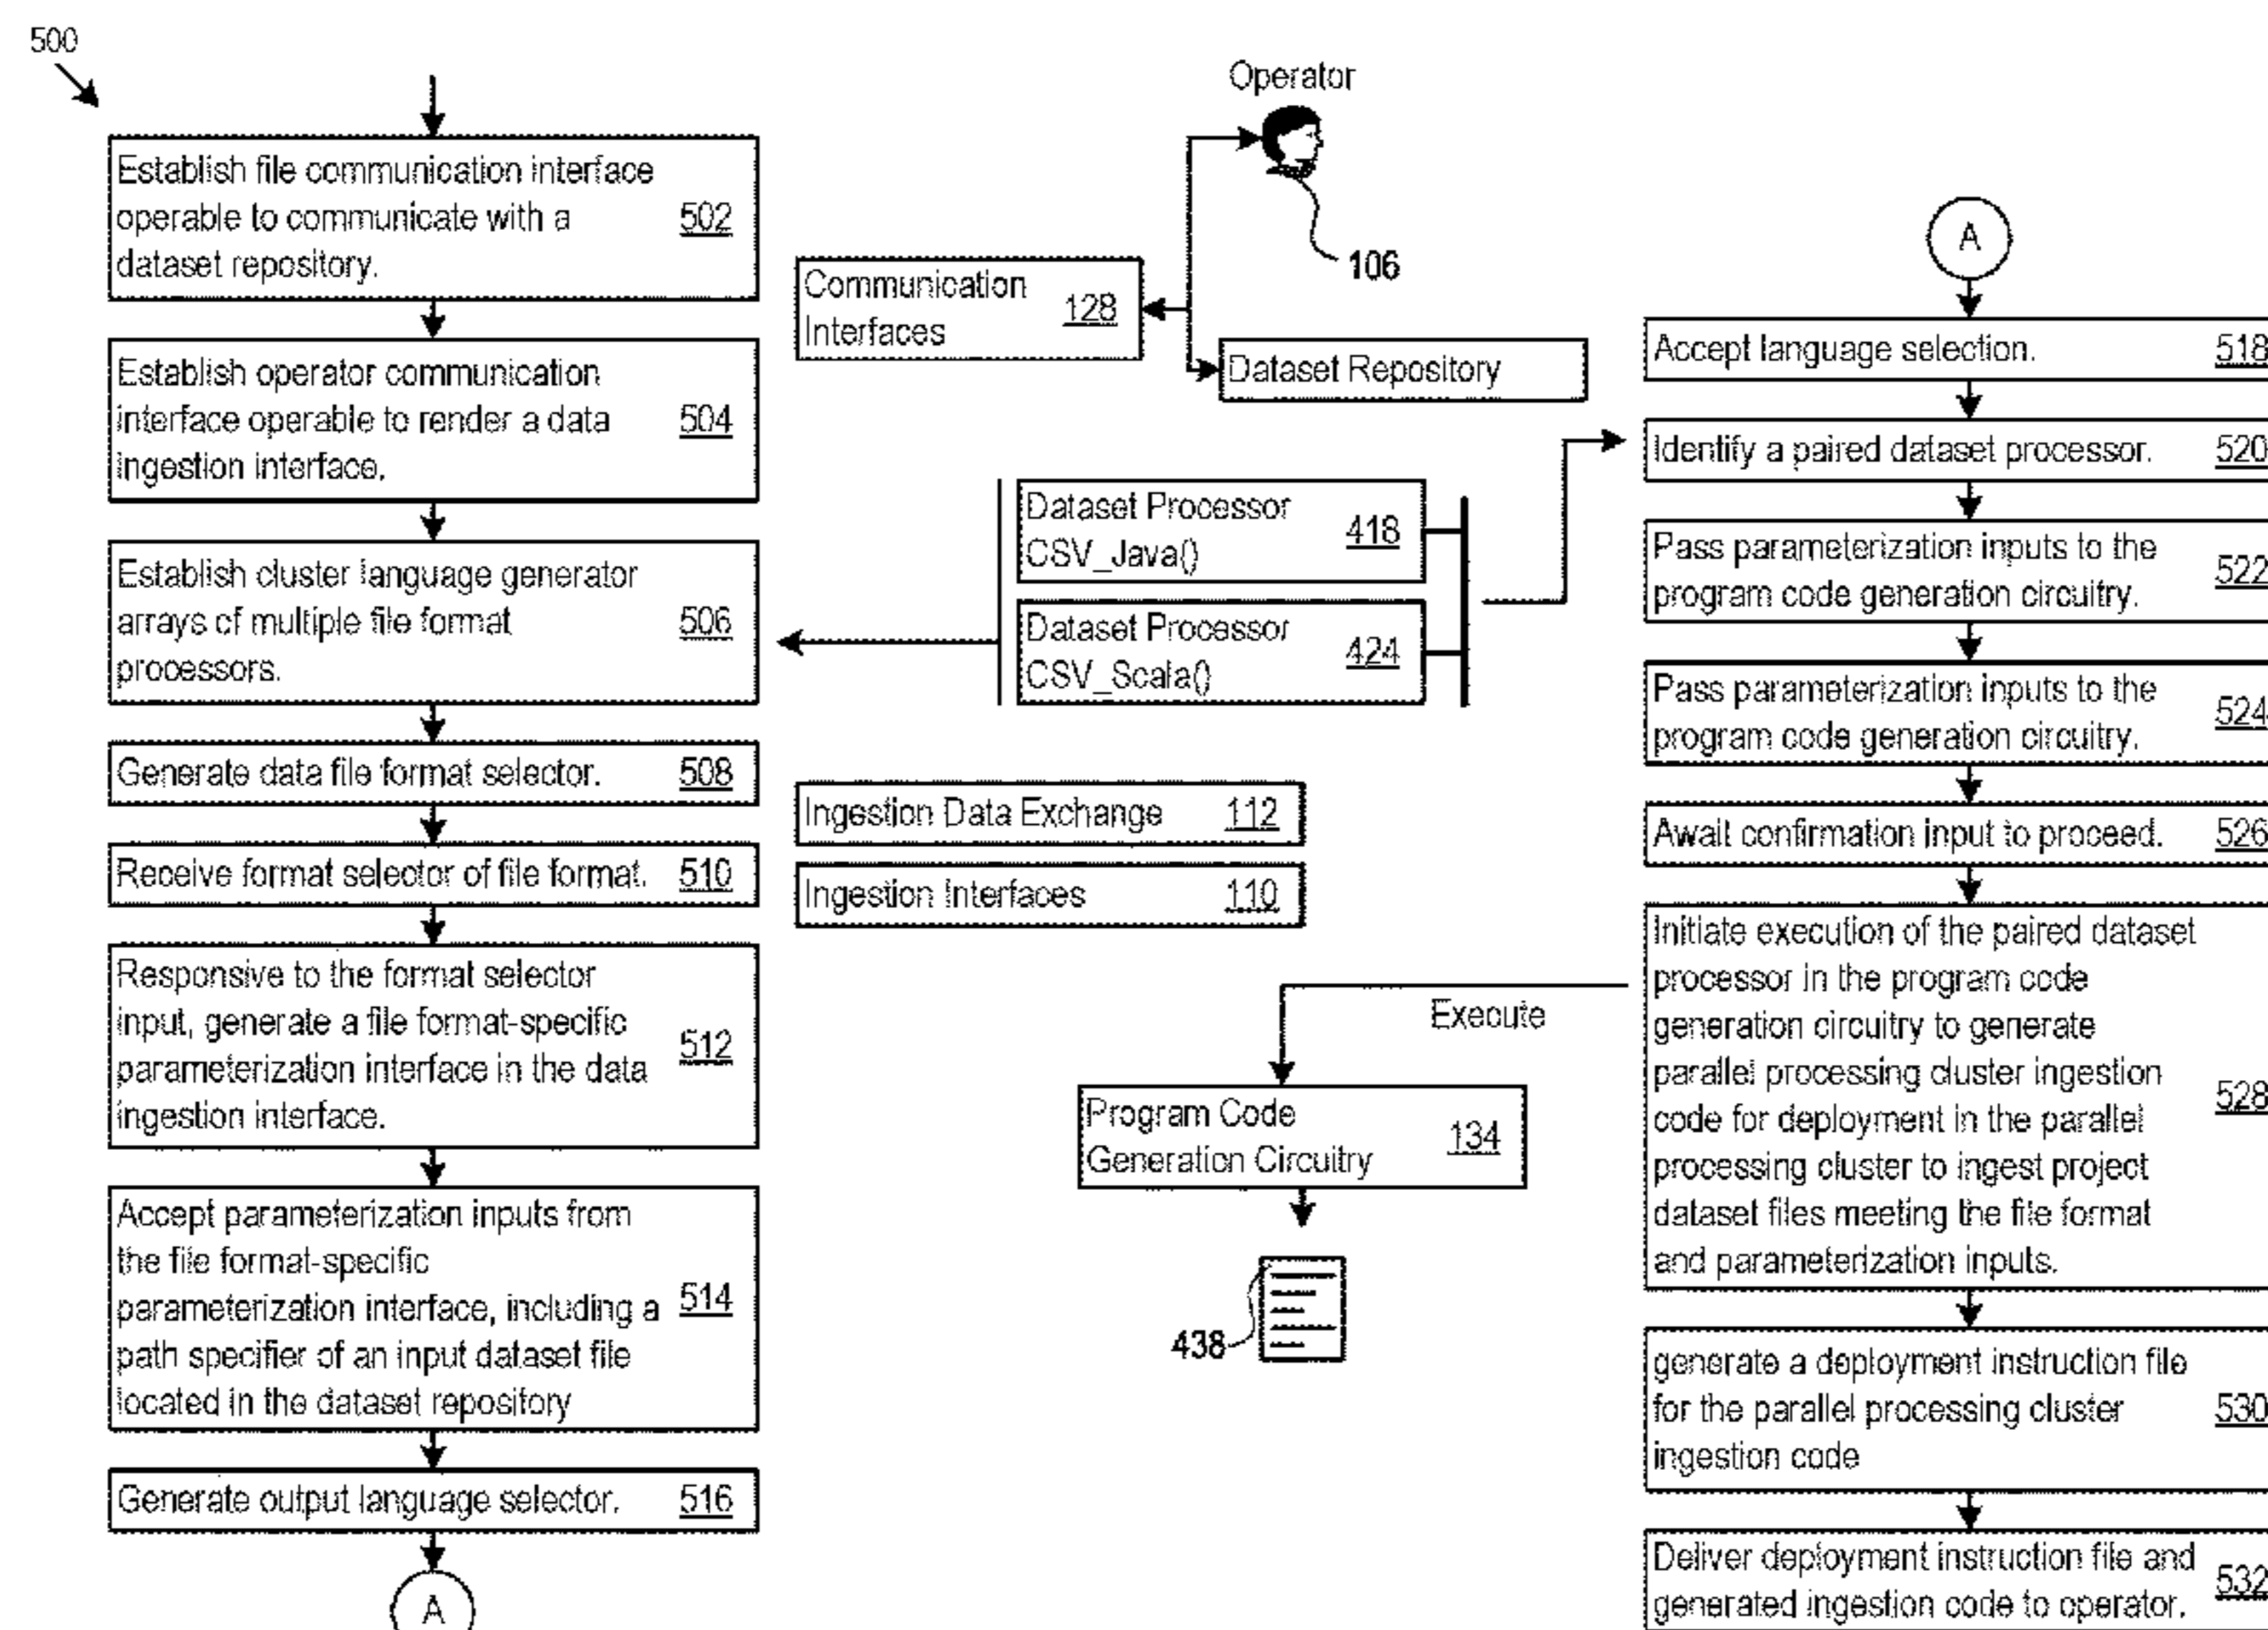 500
Establish file communication interface
operable to communicate with a
dataset repository.
502
Establish operator communication
interface operable to render a data
ingestion interface.
504
Establish cluster language generator
arrays of multiple file format
processors.
506
Generate data file format selector. 508
Receive format selector of file format. 510
Responsive to the format selector
input, generate a file format-specific
parameterization interface in the data
ingestion interface.
512
Accept parameterization inputs from
the file format-specific
parameterization interface, including a
path specifier of an input dataset file
located in the dataset repository
514
Generate output language selector. 516
A
Operator
106
Communication
Interfaces
128
Dataset Repository
Dataset Processor
CSV_Java()
418
Dataset Processor
CSV_Scala()
424
Ingestion Data Exchange 112
Ingestion Interfaces 110
Execute
Program Code
Generation Circuitry
134
438
A
Accept language selection. 518
Identify a paired dataset processor. 520
Pass parameterization inputs to the
program code generation circuitry.
522
Pass parameterization inputs to the
program code generation circuitry.
524
Await confirmation input to proceed. 526
Initiate execution of the paired dataset
processor in the program code
generation circuitry to generate
parallel processing cluster ingestion
code for deployment in the parallel
processing cluster to ingest project
dataset files meeting the file format
and parameterization inputs.
528
generate a deployment instruction file
for the parallel processing cluster
ingestion code
530
Deliver deployment instruction file and
generated ingestion code to operator.
532